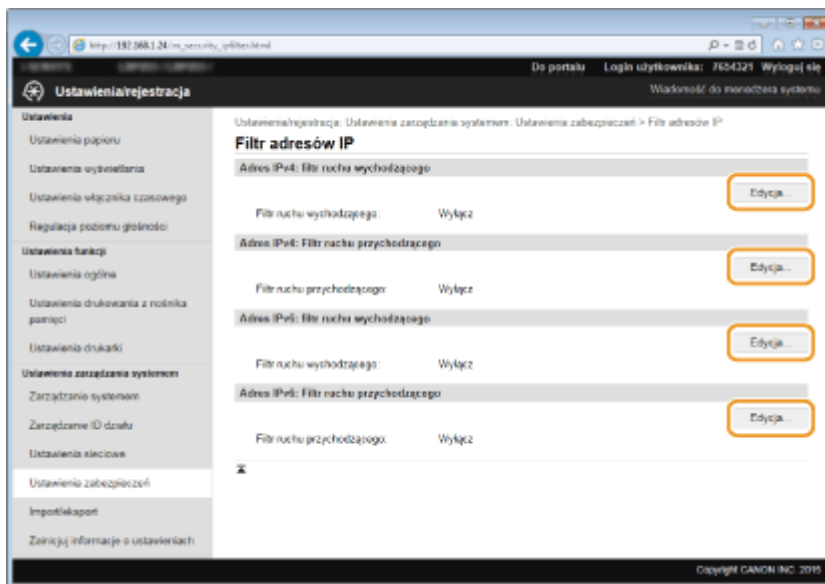 http://192.168.1.24/m_security_ipfilter.html
Do portalu Login użytkownika: 7654321 Wyloguj się
Ustawienia/rejestracja Wiadomość do menedżera systemu
Ustawienia
Ustawienia papieru
Ustawienia wyświetlania
Ustawienia włącznika czasowego
Regulacja poziomu głośności
Ustawienia funkcji
Ustawienia ogólne
Ustawienia drukowania z nośnika
pamięci
Ustawienia drukarki
Ustawienia zarządzania systemem
Zarządzanie systemem
Zarządzanie ID działu
Ustawienia sieciowe
Ustawienia zabezpieczeń
Import/eksport
Zainicjuj informacje o ustawieniach
Ustawienia/rejestracja: Ustawienia zarządzania systemem: Ustawienia zabezpieczeń > Filtr adresów IP
Filtr adresów IP
Adres IPv4: filtr ruchu wychodzącego
Edycja...
Filtr ruchu wychodzącego: Wyłącz
Adres IPv4: Filtr ruchu przychodzącego
Edycja...
Filtr ruchu przychodzącego: Wyłącz
Adres IPv6: filtr ruchu wychodzącego
Edycja...
Filtr ruchu wychodzącego: Wyłącz
Adres IPv6: Filtr ruchu przychodzącego
Edycja...
Filtr ruchu przychodzącego: Wyłącz
Copyright CANON INC. 2015